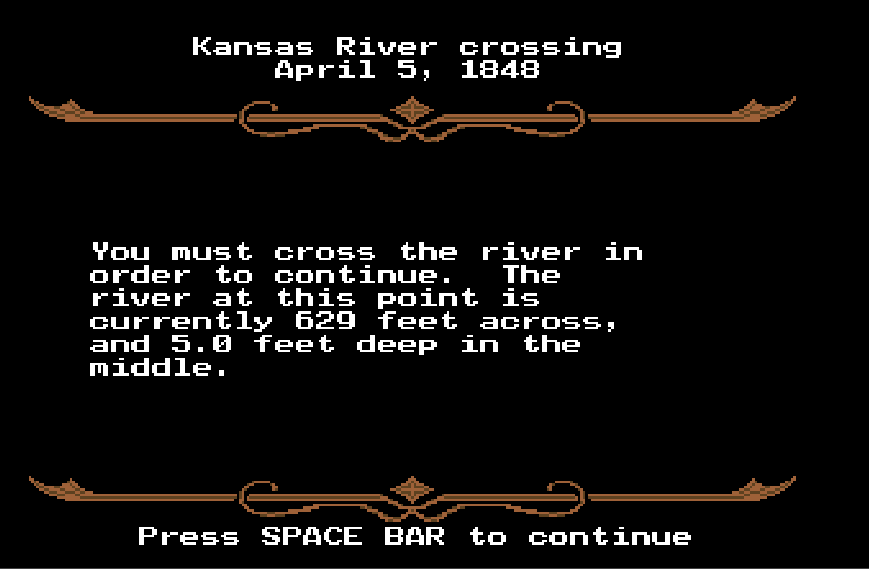 Kansas River crossing
April 5, 1848
You must cross the river in
order to continue.  The
river at this point is
currently 629 feet across,
and 5.0 feet deep in the
middle.
Press SPACE BAR to continue